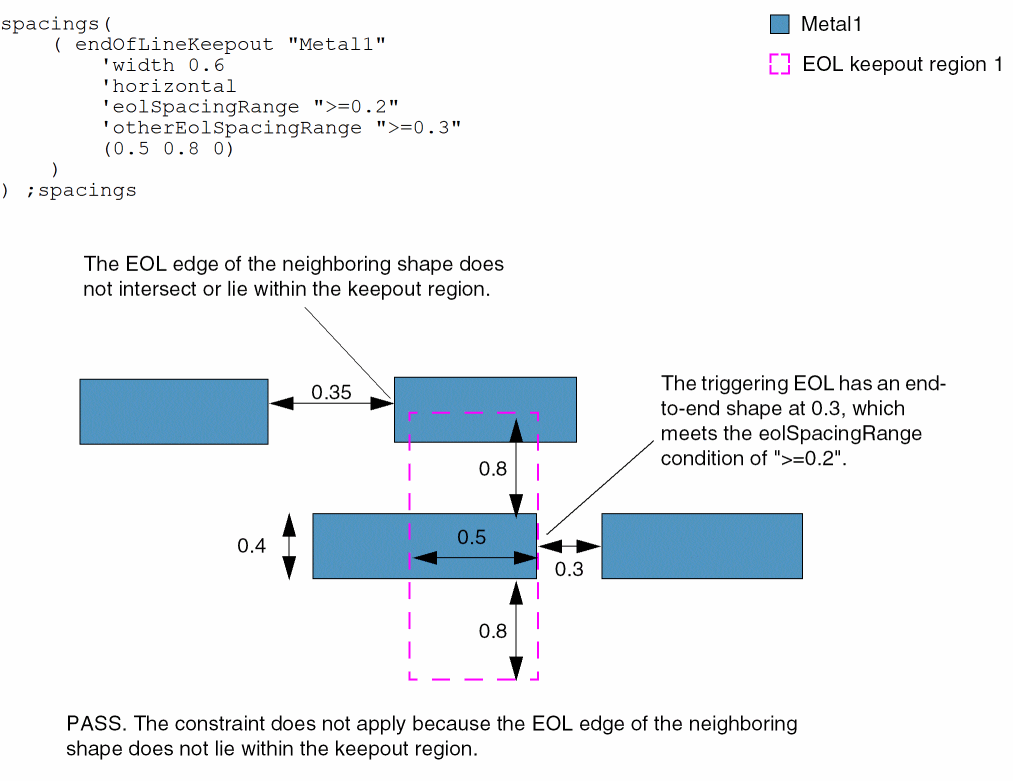 spacings(
( endOfLineKeepout "Metal1"
'width 0.6
'horizontal
'eolSpacingRange ">=0.2"
'otherEolSpacingRange ">=0.3"
(0.5 0.8 0)
)
) ;spacings
Metal1
EOL keepout region 1
The EOL edge of the neighboring shape does
not intersect or lie within the keepout region.
0.35
The triggering EOL has an end-
to-end shape at 0.3, which
meets the eolSpacingRange
condition of ">=0.2".
0.8
0.4
0.5
0.3
0.8
PASS. The constraint does not apply because the EOL edge of the neighboring
shape does not lie within the keepout region.